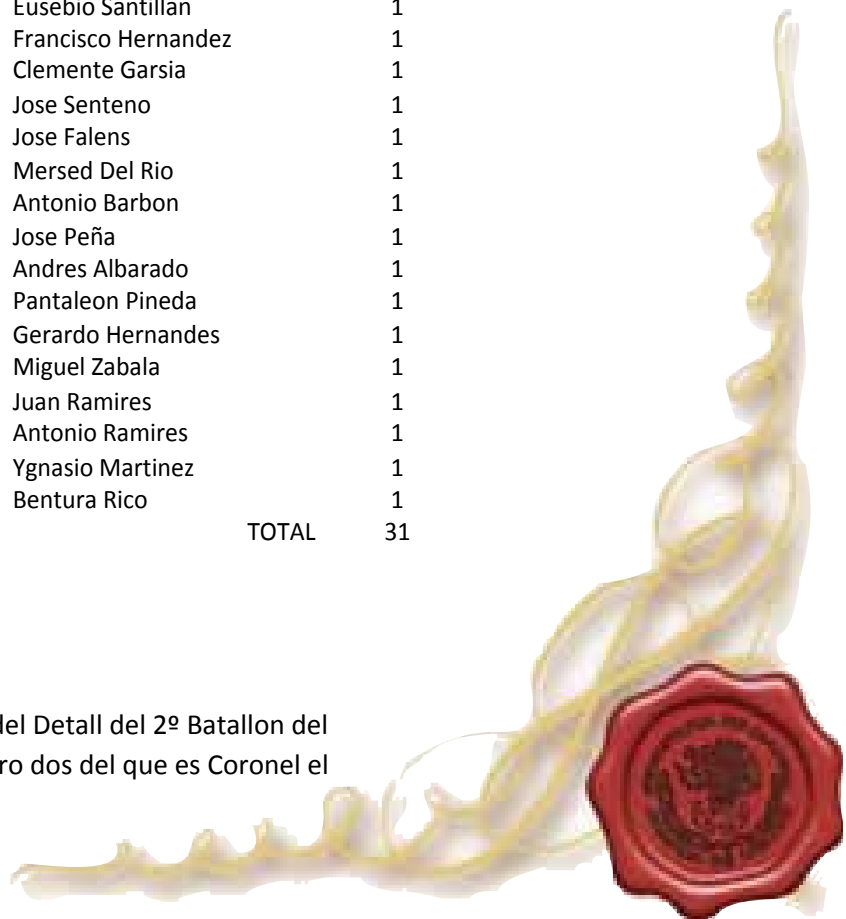 Eusebio Santillan 1
Francisco Hernandez 1
Clemente Garsia 1
Jose Senteno 1
Jose Falens 1
Mersed Del Rio 1
Antonio Barbon 1
Jose Peña 1
Andres Albarado 1
Pantaleon Pineda 1
Gerardo Hernandes 1
Miguel Zabala 1
Juan Ramires 1
Antonio Ramires 1
Ygnasio Martinez 1
Bentura Rico 1
TOTAL 31
del Detall del 2º Batallon del
ro dos del que es Coronel el